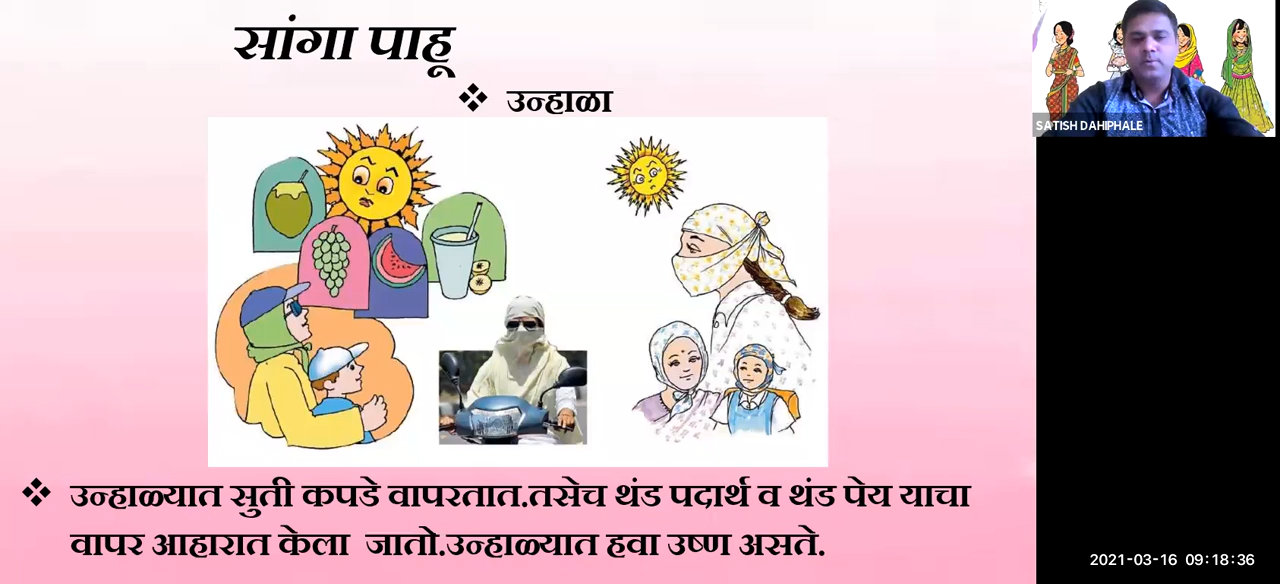 सांगा पाहू
❖ उन्हाळा
SATISH DAHIPHALE
❖ उन्हाळ्यात सुती कपडे वापरतात.तसेच थंड पदार्थ व थंड पेय याचा
वापर आहारात केला जातो.उन्हाळ्यात हवा उष्ण असते.
2021-03-16 09:18:36